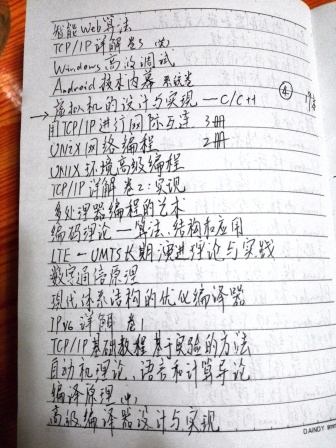 智能Web算法
TCP/IP详解 卷3
Windows高效调试
Android技术内幕 系统卷
④
→ 虚拟机的设计与实现 — C/C++
用TCP/IP进行网际互连 3册
UNIX网络编程 2册
UNIX环境高级编程
TCP/IP详解 卷2:实现
多处理器编程的艺术
编码理论 — 算法、结构和应用
LTE — UMTS长期演进理论与实践
数字通信原理
现代体系结构的优化编译器
IPv6详解 卷1
TCP/IP基础教程 基于实验的方法
自动机理论、语言和计算导论
编译原理
高级编译器设计与实现
DAINDY